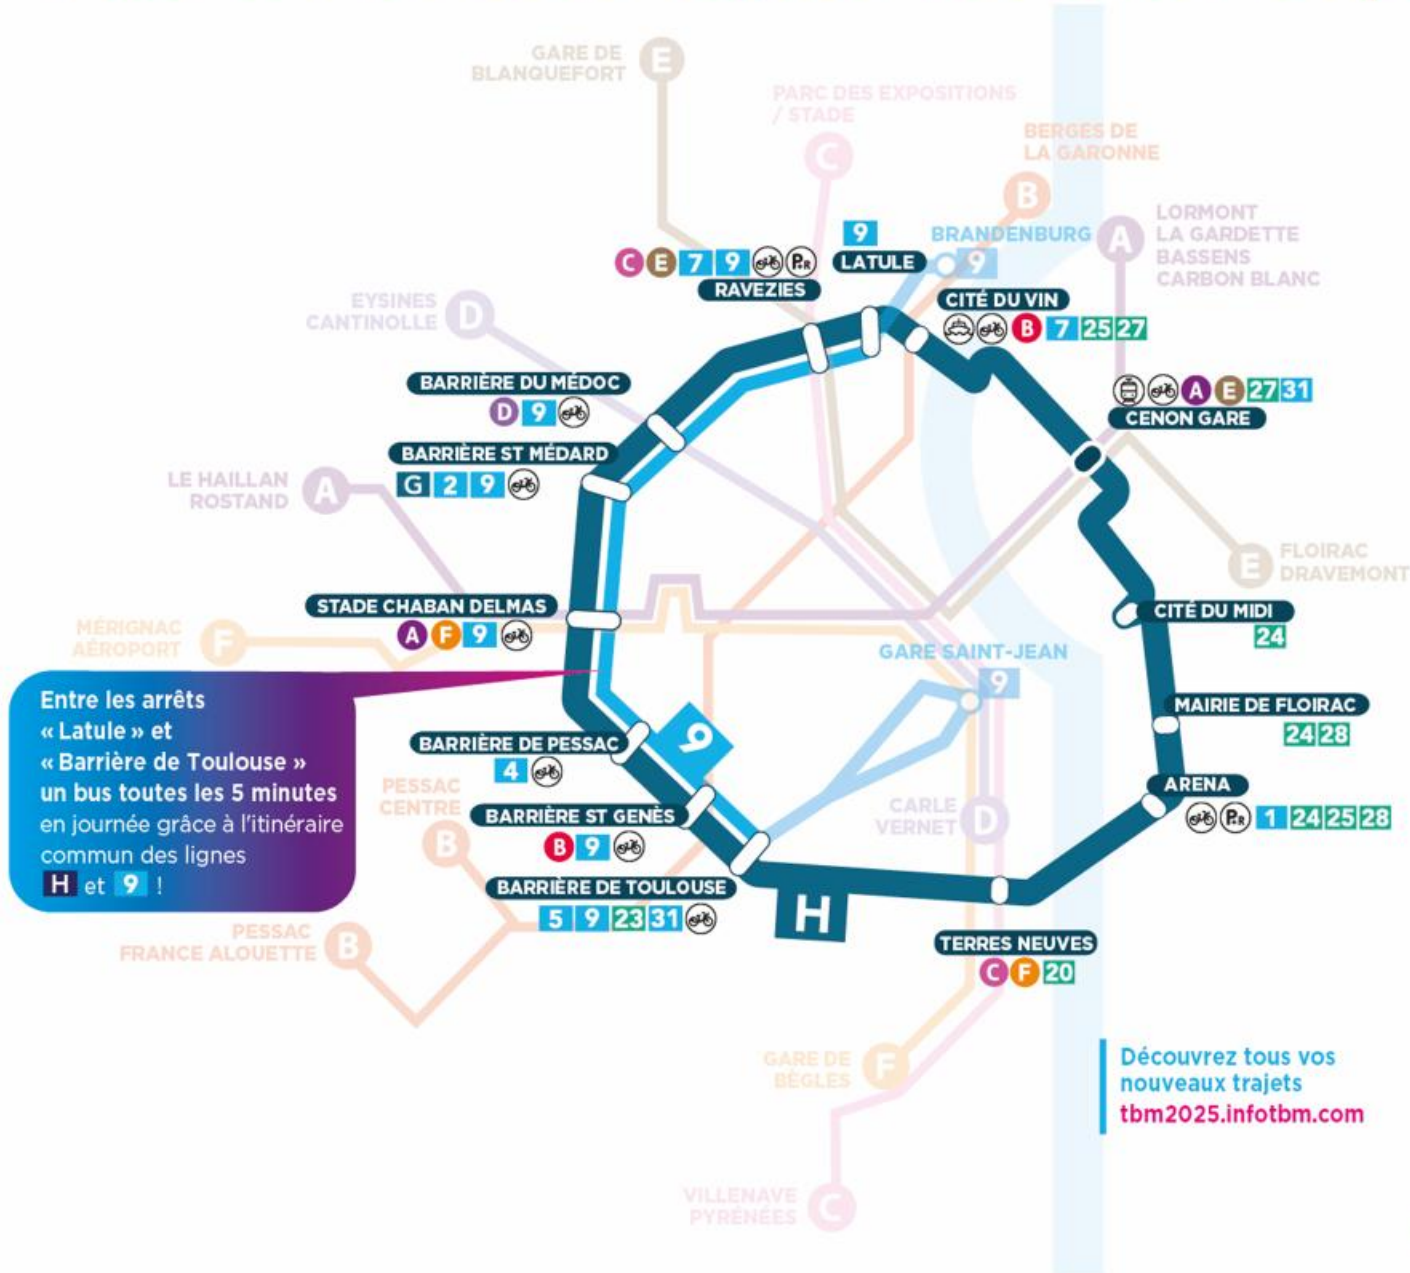 GARE DE
BLANQUEFORT
E
PARC DES EXPOSITIONS
/ STADE
C
BERGES DE
LA GARONNE
B
LORMONT
LA GARDETTE
BASSENS
CARBON BLANC
A
9
LATULE
BRANDENBURG
9
C E 7 9 P+R
RAVEZIES
CITÉ DU VIN
B 7 25 27
EYSINES
CANTINOLLE
D
BARRIÈRE DU MÉDOC
D 9
A E 27 31
CENON GARE
BARRIÈRE ST MÉDARD
G 2 9
LE HAILLAN
ROSTAND
A
FLOIRAC
DRAVEMONT
E
STADE CHABAN DELMAS
A F 9
CITÉ DU MIDI
24
MÉRIGNAC
AÉROPORT
F
GARE SAINT-JEAN
9
Entre les arrêts
« Latule » et
« Barrière de Toulouse »
un bus toutes les 5 minutes
en journée grâce à l'itinéraire
commun des lignes
H et 9 !
MAIRIE DE FLOIRAC
24 28
BARRIÈRE DE PESSAC
4
9
ARENA
P+R 1 24 25 28
PESSAC
CENTRE
B
BARRIÈRE ST GENÈS
B 9
CARLE
VERNET
D
BARRIÈRE DE TOULOUSE
5 9 23 31
H
PESSAC
FRANCE ALOUETTE
B
TERRES NEUVES
C F 20
GARE DE
BÈGLES
F
Découvrez tous vos
nouveaux trajets
tbm2025.infotbm.com
VILLENAVE
PYRÉNÉES
C